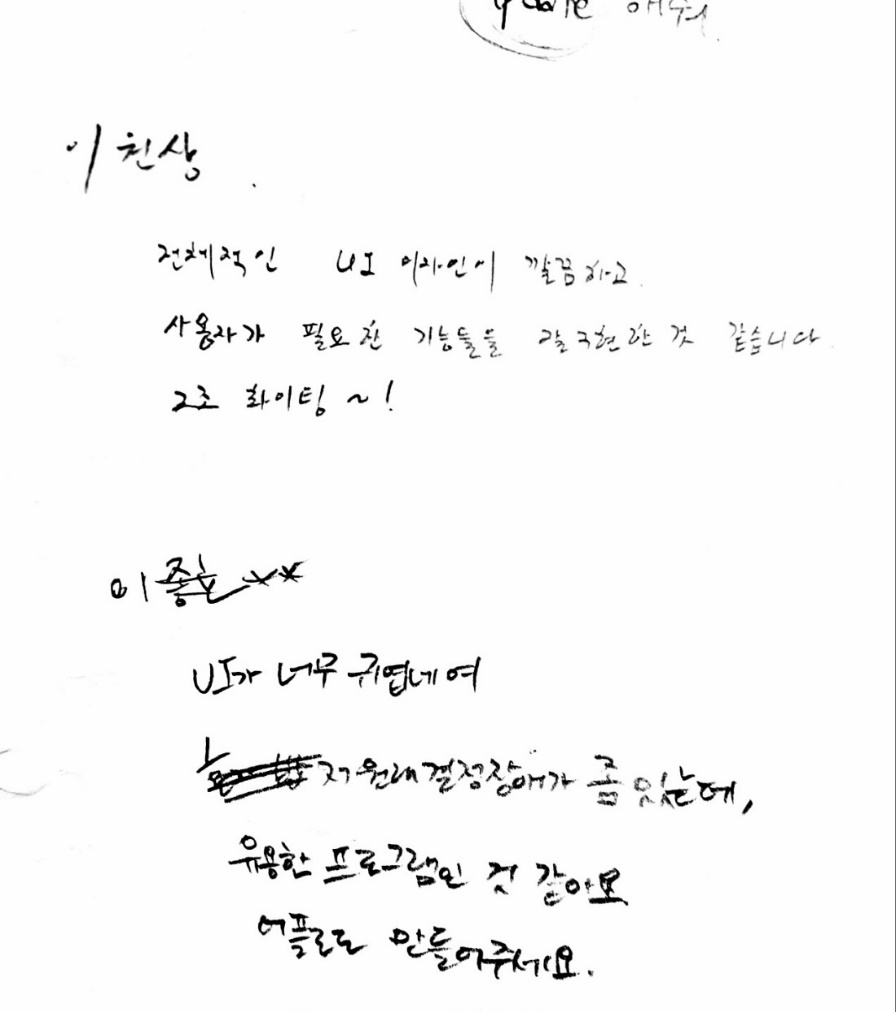 update 해줘
이찬상
전체적인 UI 디자인이 깔끔하고
사용자가 필요한 기능들을 잘 구현한 것 같습니다
2조 화이팅 ~!
이종호
UI가 너무 귀엽네여
저 원래 결정장애가 좀 있는데,
유용한 프로그램인 것 같아요
어플로도 만들어주세요.